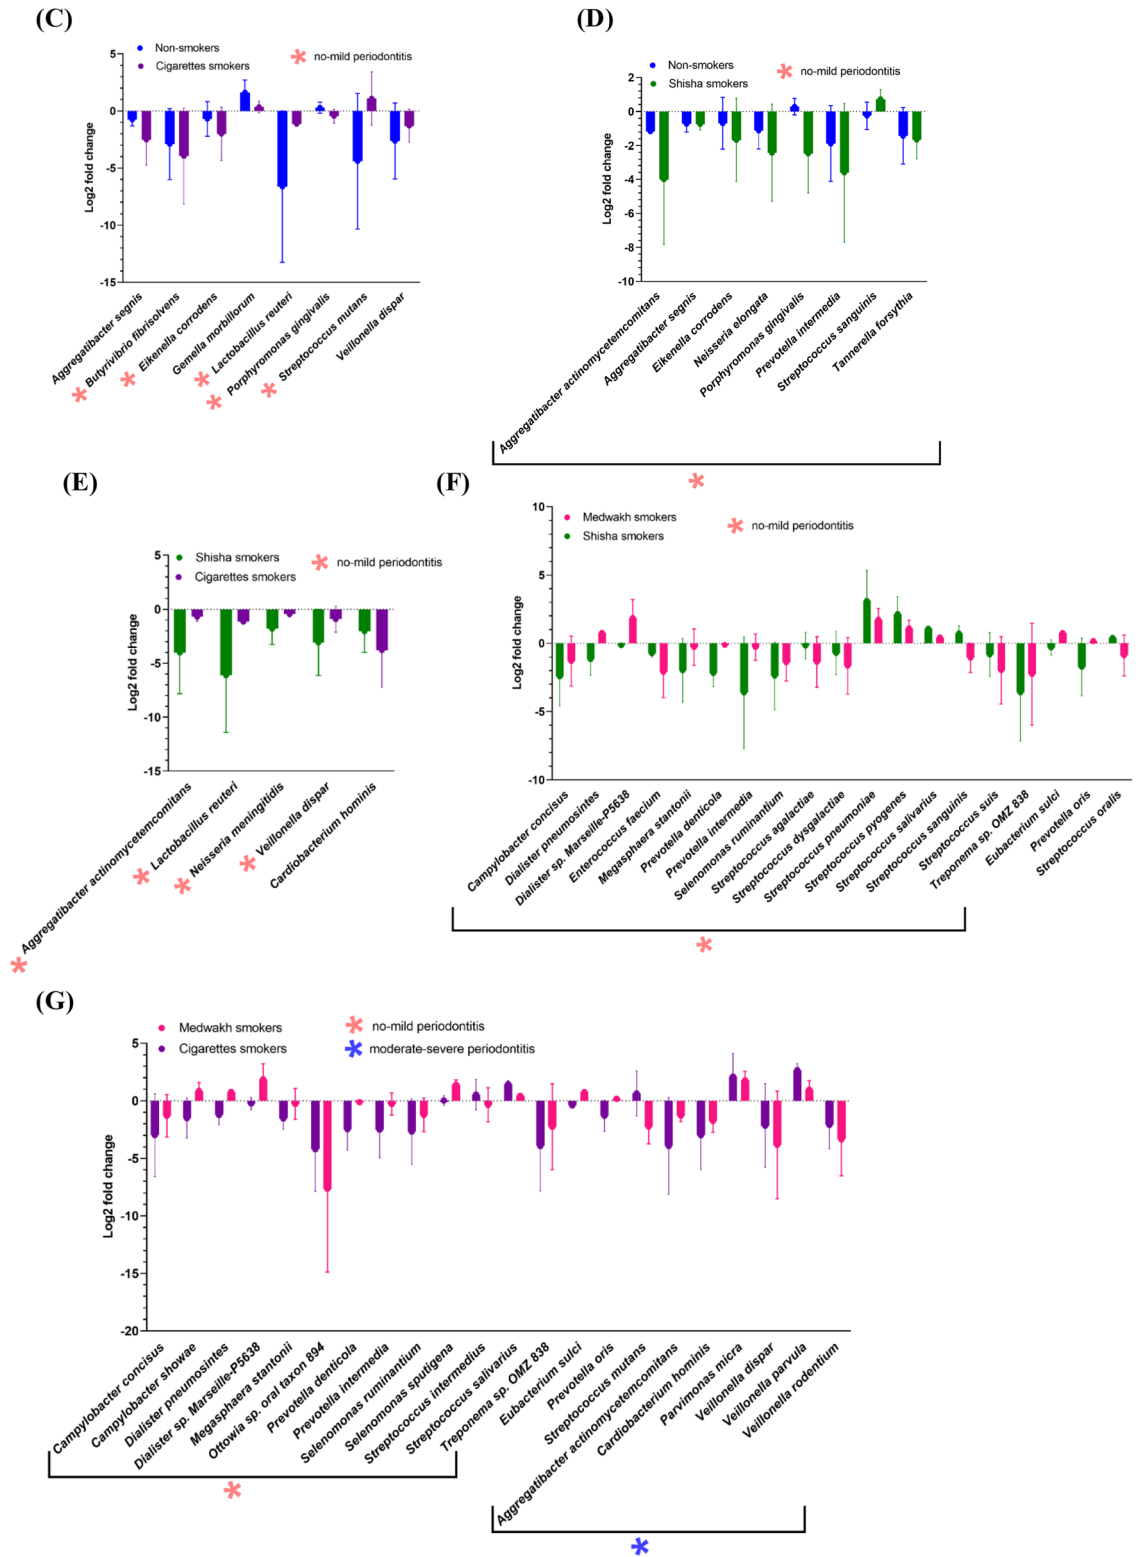 (C)
Non-smokers
Cigarettes smokers
no-mild periodontitis
Log2 fold change
5
0
-5
-10
-15
Aggregatibacter segnis
Butyrivibrio fibrisolvens
Eikenella corrodens
Gemella morbillorum
Lactobacillus reuteri
Porphyromonas gingivalis
Streptococcus mutans
Veillonella dispar
(D)
Non-smokers
Shisha smokers
no-mild periodontitis
Log2 fold change
2
0
-2
-4
-6
-8
-10
Aggregatibacter actinomycetemcomitans
Aggregatibacter segnis
Eikenella corrodens
Neisseria elongata
Porphyromonas gingivalis
Prevotella intermedia
Streptococcus sanguinis
Tannerella forsythia
(E)
Shisha smokers
Cigarettes smokers
no-mild periodontitis
Log2 fold change
5
0
-5
-10
-15
Aggregatibacter actinomycetemcomitans
Lactobacillus reuteri
Neisseria meningitidis
Veillonella dispar
Cardiobacterium hominis
(F)
Medwakh smokers
Shisha smokers
no-mild periodontitis
Log2 fold change
10
5
0
-5
-10
Campylobacter concisus
Dialister pneumosintes
Dialister sp. Marseille-P5638
Enterococcus faecium
Megasphaera stantonii
Prevotella denticola
Prevotella intermedia
Selenomonas ruminantium
Streptococcus agalactiae
Streptococcus dysgalactiae
Streptococcus pneumoniae
Streptococcus pyogenes
Streptococcus salivarius
Streptococcus sanguinis
Streptococcus suis
Treponema sp. OMZ 838
Eubacterium sulci
Prevotella oris
Streptococcus oralis
(G)
Medwakh smokers
Cigarettes smokers
no-mild periodontitis
moderate-severe periodontitis
Log2 fold change
5
0
-5
-10
-15
-20
Campylobacter concisus
Campylobacter showae
Dialister pneumosintes
Dialister sp. Marseille-P5638
Megasphaera stantonii
Ottowia sp. oral taxon 894
Prevotella denticola
Prevotella intermedia
Selenomonas ruminantium
Selenomonas sputigena
Streptococcus intermedius
Streptococcus salivarius
Treponema sp. OMZ 838
Eubacterium sulci
Prevotella oris
Streptococcus mutans
Aggregatibacter actinomycetemcomitans
Cardiobacterium hominis
Parvimonas micra
Veillonella dispar
Veillonella parvula
Veillonella rodentium